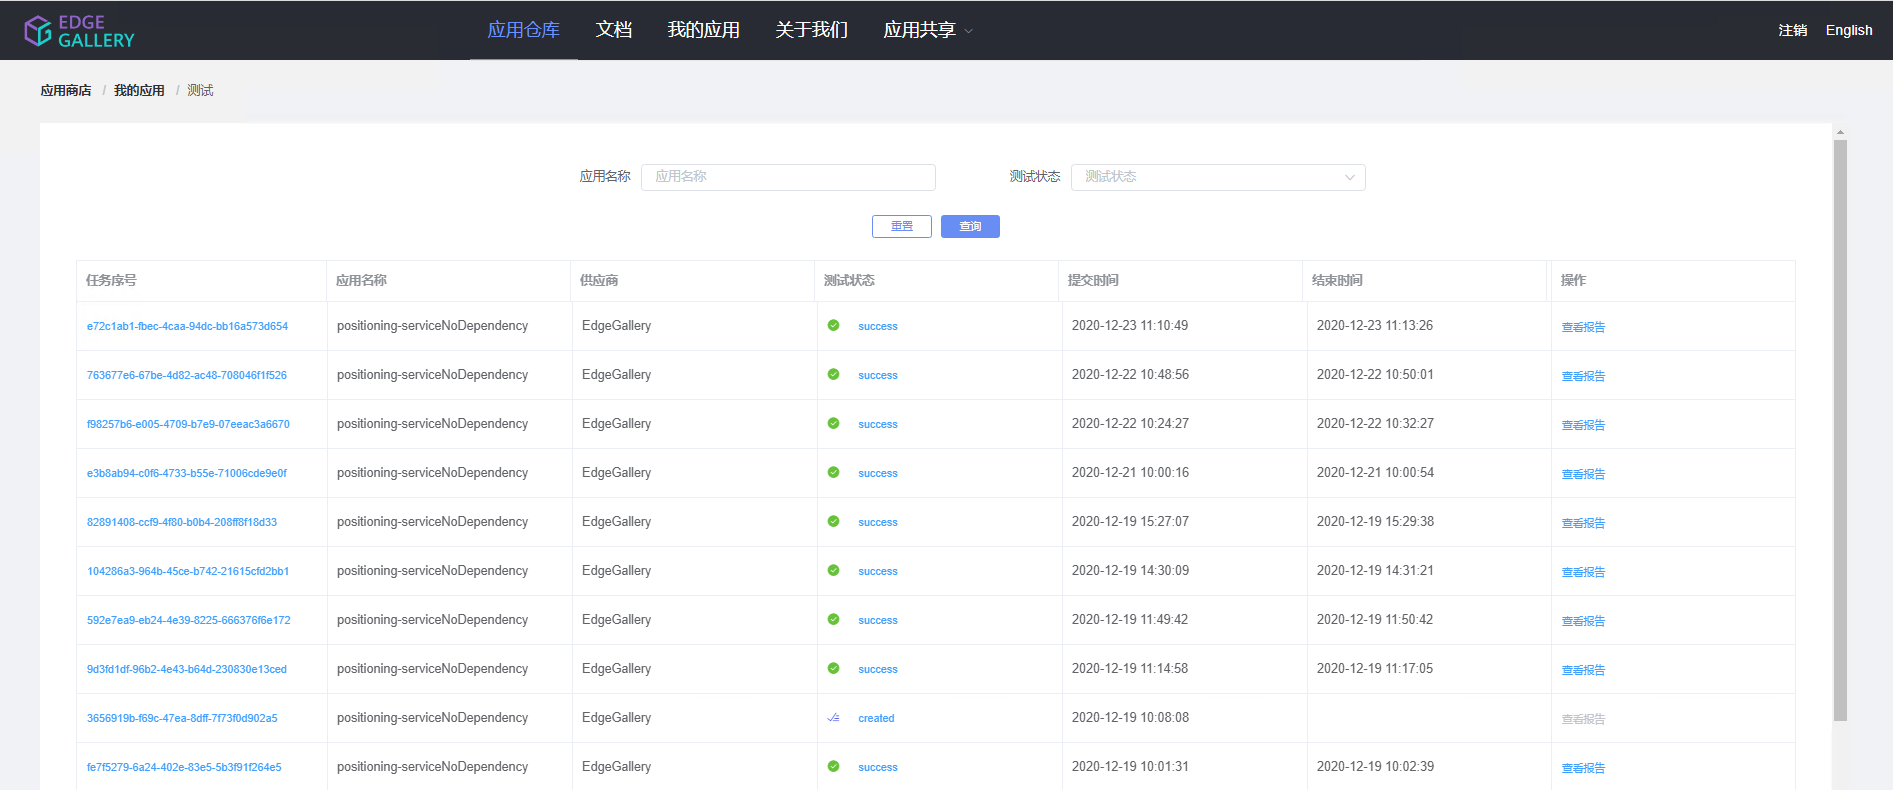 EDGE GALLERY
应用仓库 文档 我的应用 关于我们 应用共享 注销 English
应用商店 / 我的应用 / 测试
应用名称 应用名称 测试状态 测试状态
重置 查询
任务序号 应用名称 供应商 测试状态 提交时间 结束时间 操作
e72c1ab1-fbec-4caa-94dc-bb16a573d654 positioning-serviceNoDependency EdgeGallery success 2020-12-23 11:10:49 2020-12-23 11:13:26 查看报告
763677e6-67be-4d82-ac48-708046f1f526 positioning-serviceNoDependency EdgeGallery success 2020-12-22 10:48:56 2020-12-22 10:50:01 查看报告
f98257b6-e005-4709-b7e9-07eeac3a6670 positioning-serviceNoDependency EdgeGallery success 2020-12-22 10:24:27 2020-12-22 10:32:27 查看报告
e3b8ab94-c0f6-4733-b55e-71006cde9e0f positioning-serviceNoDependency EdgeGallery success 2020-12-21 10:00:16 2020-12-21 10:00:54 查看报告
82891408-ccf9-4f80-b0b4-208ff8f18d33 positioning-serviceNoDependency EdgeGallery success 2020-12-19 15:27:07 2020-12-19 15:29:38 查看报告
104286a3-964b-45ce-b742-21615cfd2bb1 positioning-serviceNoDependency EdgeGallery success 2020-12-19 14:30:09 2020-12-19 14:31:21 查看报告
592e7ea9-eb24-4e39-8225-666376f6e172 positioning-serviceNoDependency EdgeGallery success 2020-12-19 11:49:42 2020-12-19 11:50:42 查看报告
9d3fd1df-96b2-4e43-b64d-230830e13ced positioning-serviceNoDependency EdgeGallery success 2020-12-19 11:14:58 2020-12-19 11:17:05 查看报告
3656919b-f69c-47ea-8dff-7f73f0d902a5 positioning-serviceNoDependency EdgeGallery created 2020-12-19 10:08:08 查看报告
fe7f5279-6a24-402e-83e5-5b3f91f264e5 positioning-serviceNoDependency EdgeGallery success 2020-12-19 10:01:31 2020-12-19 10:02:39 查看报告